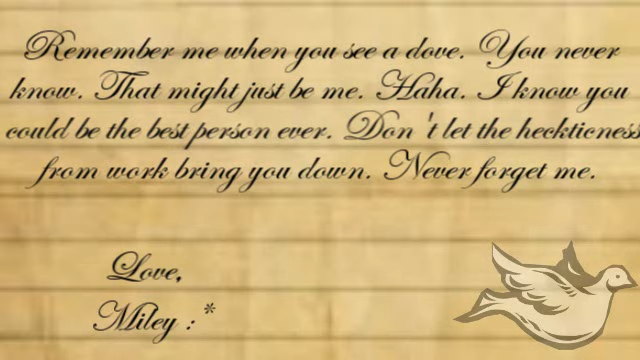 Remember me when you see a dove. You never
know. That might just be me. Haha. I know you
could be the best person ever. Don't let the heckticness
from work bring you down. Never forget me.
Love,
Miley :*